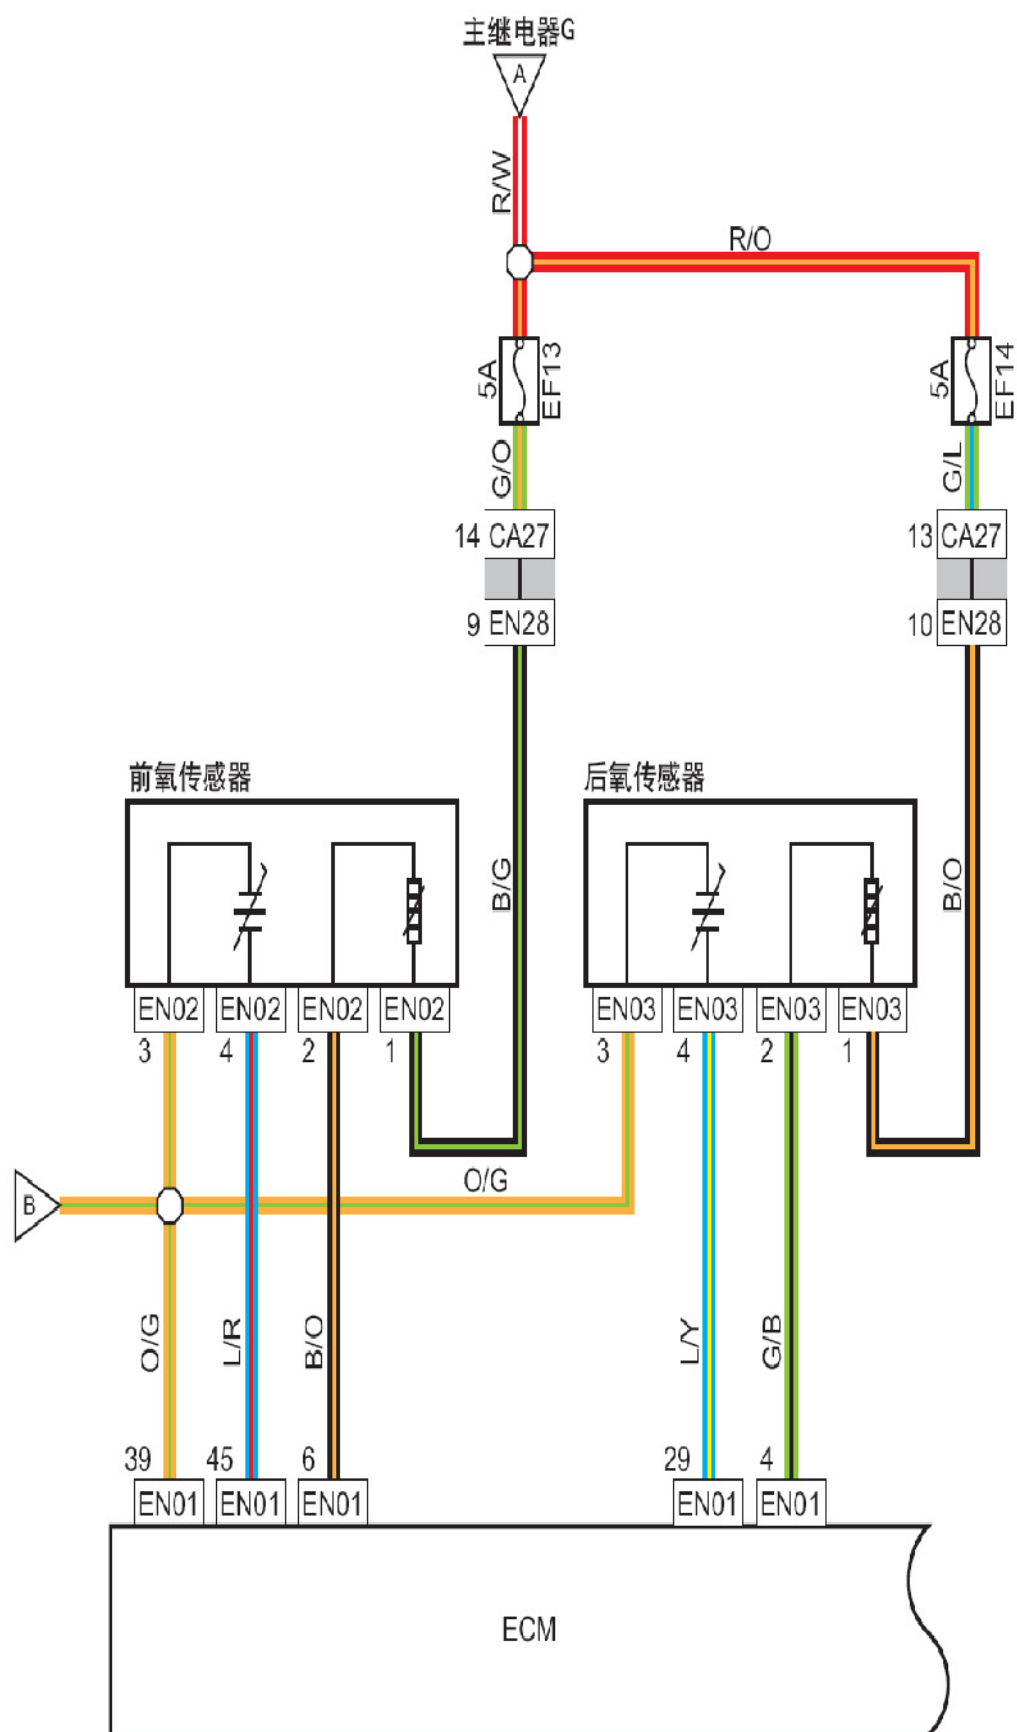 主继电器G
A
R/W
R/O
5A
EF13
5A
EF14
G/O
G/L
14 CA27
13 CA27
9 EN28
10 EN28
前氧传感器
后氧传感器
B/G
B/O
EN02 EN02 EN02 EN02
EN03 EN03 EN03 EN03
3 4 2 1
3 4 2 1
O/G
B
O/G
L/R
B/O
L/Y
G/B
39 45 6
29 4
EN01 EN01 EN01
EN01 EN01
ECM